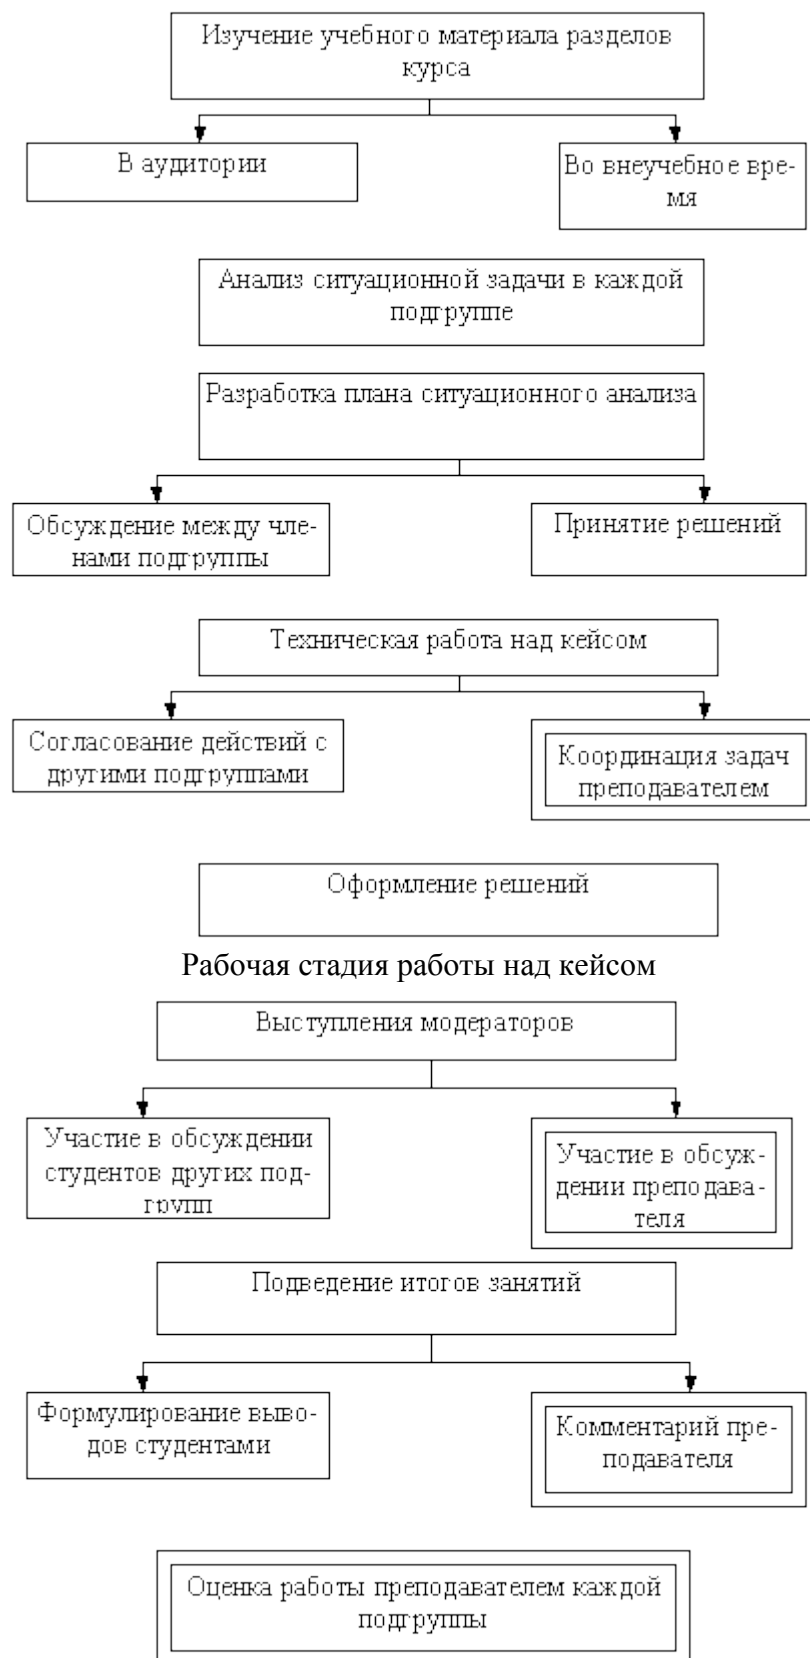 Изучение учебного материала разделов
курса
В аудитории
Во внеучебное вре-
мя
Анализ ситуационной задачи в каждой
подгруппе
Разработка плана ситуационного анализа
Обсуждение между чле-
нами подгруппы
Принятие решений
Техническая работа над кейсом
Согласование действий с
другими подгруппами
Координация задач
преподавателем
Оформление решений
Рабочая стадия работы над кейсом
Выступления модераторов
Участие в обсуждении
студентов других под-
групп
Участие в обсуж-
дении преподава-
теля
Подведение итогов занятий
Формулирование выво-
дов студентами
Комментарий пре-
подавателя
Оценка работы преподавателем каждой
подгруппы